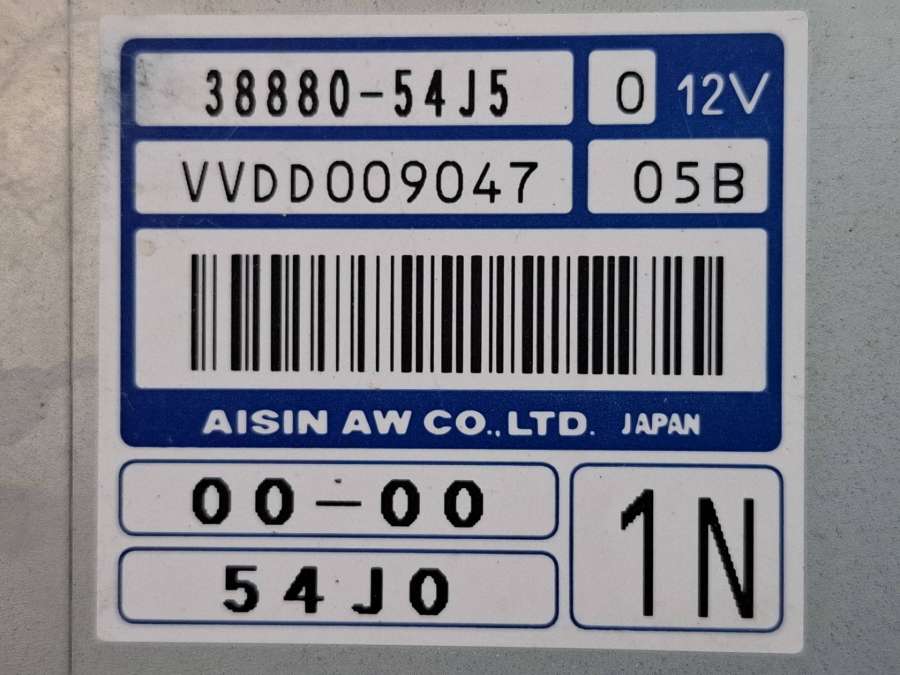 38880-54J5 0 12V
VVDD009047 05B
AISIN AW CO.,LTD. JAPAN
00-00
54J0
1N